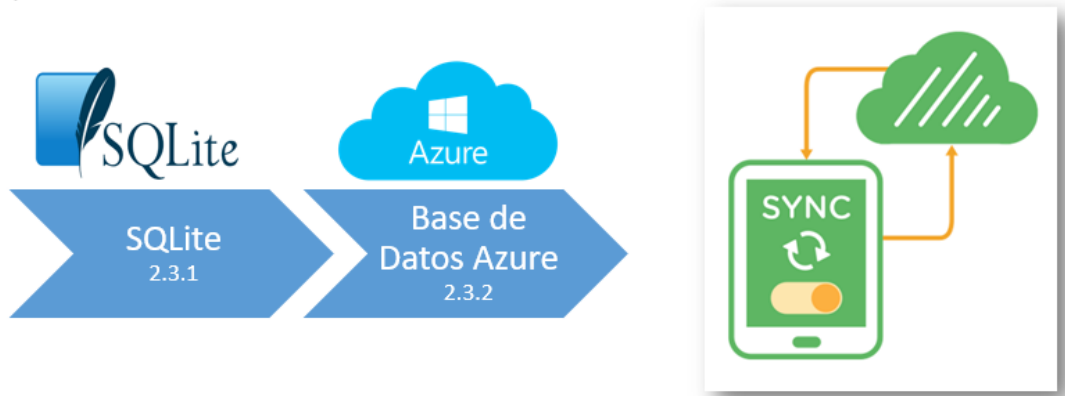 SQLite
Azure
SQLite
2.3.1
Base de
Datos Azure
2.3.2
SYNC